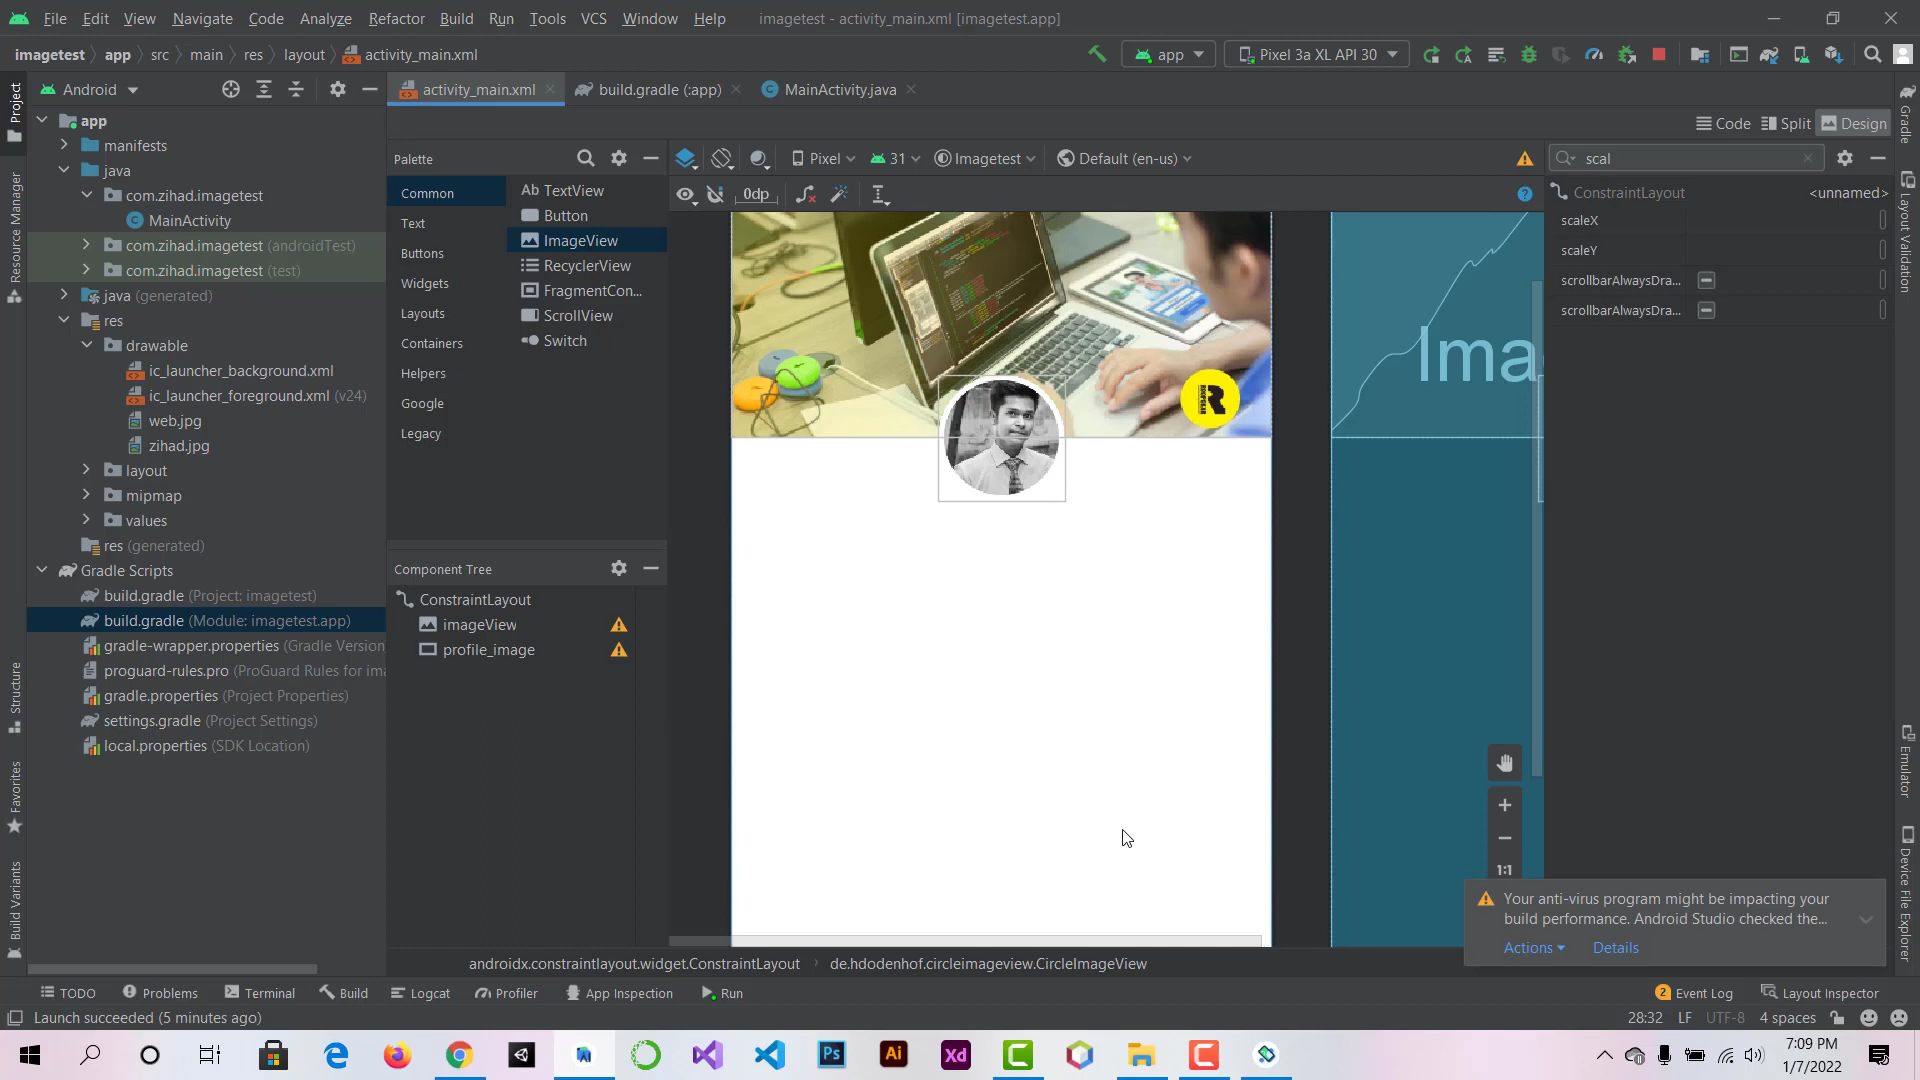 File Edit View Navigate Code Analyze Refactor Build Run Tools VCS Window Help imagetest - activity_main.xml [imagetest.app]
imagetest app src main res layout activity_main.xml
app Pixel 3a XL API 30
Android
activity_main.xml build.gradle (:app) MainActivity.java
Code Split Design
Project
Resource Manager
Structure
Favorites
Build Variants
app
manifests
java
com.zihad.imagetest
MainActivity
com.zihad.imagetest (androidTest)
com.zihad.imagetest (test)
java (generated)
res
drawable
ic_launcher_background.xml
ic_launcher_foreground.xml (v24)
web.jpg
zihad.jpg
layout
mipmap
values
res (generated)
Gradle Scripts
build.gradle (Project: imagetest)
build.gradle (Module: imagetest.app)
gradle-wrapper.properties (Gradle Version
proguard-rules.pro (ProGuard Rules for ima
gradle.properties (Project Properties)
settings.gradle (Project Settings)
local.properties (SDK Location)
Palette
Common
Text
Buttons
Widgets
Layouts
Containers
Helpers
Google
Legacy
Ab TextView
Button
ImageView
RecyclerView
FragmentCon...
ScrollView
Switch
Component Tree
ConstraintLayout
imageView
profile_image
Pixel 31 Imagetest Default (en-us)
0dp
Ima
1:1
scal
ConstraintLayout <unnamed>
scaleX
scaleY
scrollbarAlwaysDra...
scrollbarAlwaysDra...
Gradle
Layout Validation
Emulator
Device File Explorer
Your anti-virus program might be impacting your
build performance. Android Studio checked the...
Actions Details
androidx.constraintlayout.widget.ConstraintLayout de.hdodenhof.circleimageview.CircleImageView
TODO Problems Terminal Build Logcat Profiler App Inspection Run 2 Event Log Layout Inspector
Launch succeeded (5 minutes ago) 28:32 LF UTF-8 4 spaces
Ps Ai Xd
7:09 PM
1/7/2022